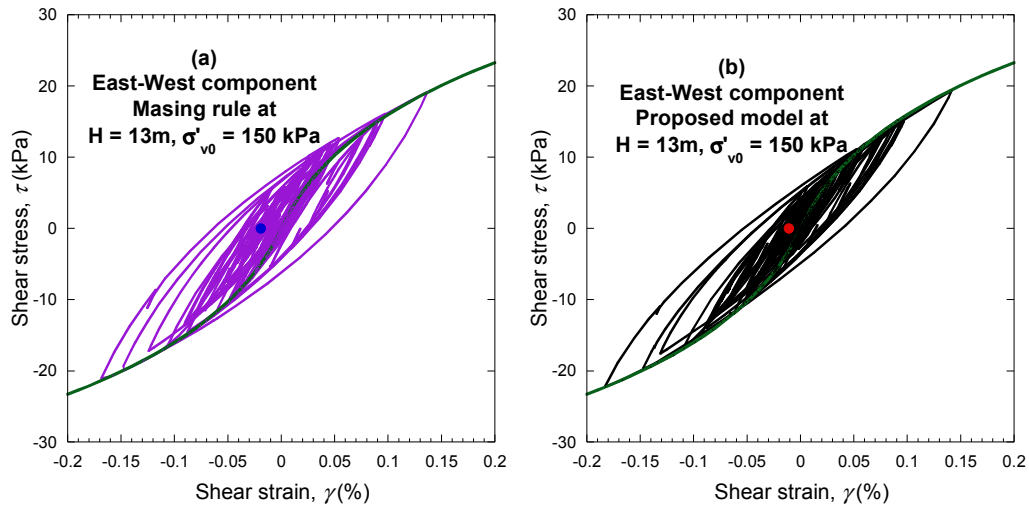 (a)
East-West component
Masing rule at
H = 13m, σ'v0 = 150 kPa
30
20
10
0
-10
-20
-30
Shear stress, τ (kPa)
-0.2 -0.15 -0.1 -0.05 0 0.05 0.1 0.15 0.2
Shear strain, γ(%)
(b)
East-West component
Proposed model at
H = 13m, σ'v0 = 150 kPa
30
20
10
0
-10
-20
-30
Shear stress, τ (kPa)
-0.2 -0.15 -0.1 -0.05 0 0.05 0.1 0.15 0.2
Shear strain, γ(%)